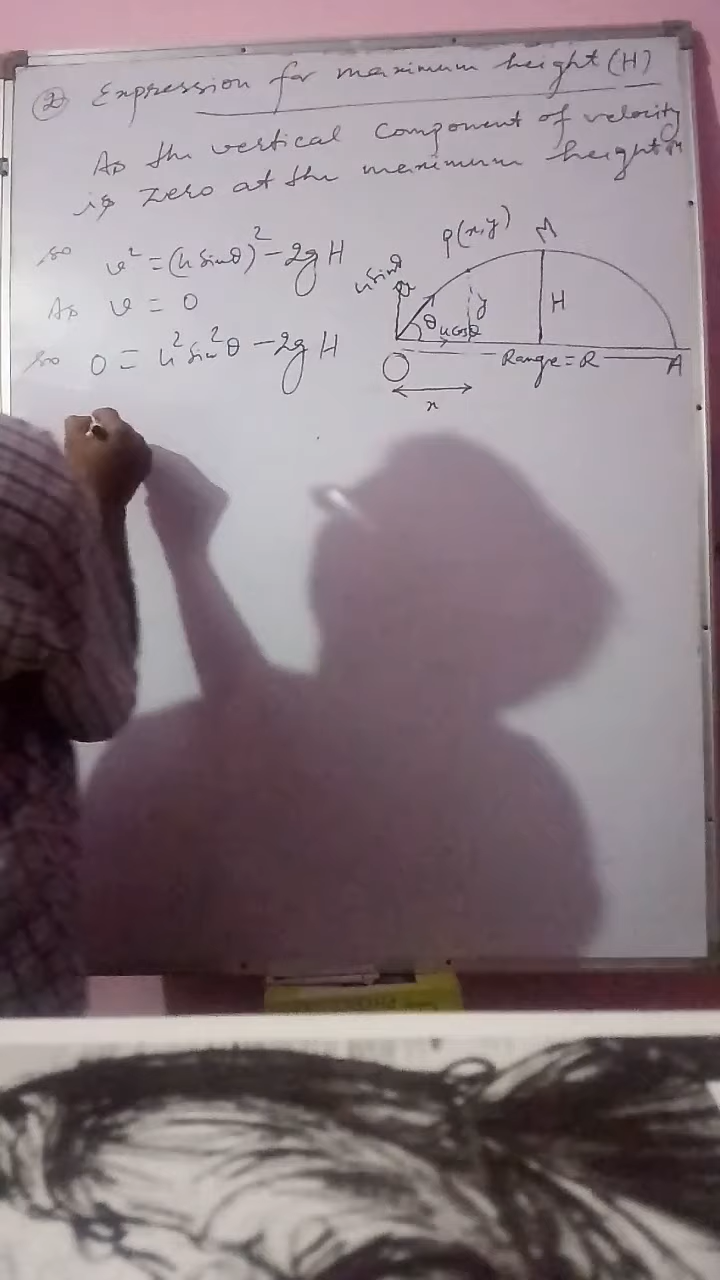 ② Expression for maximum height (H)
As the vertical component of velocity
is zero at the maximum height
so v² = (u sinθ)² - 2gH
As v = 0
so 0 = u² sin²θ - 2gH
P(x,y)
M
u sinθ
u
y
H
θ
u cosθ
O
Range = R
A
x